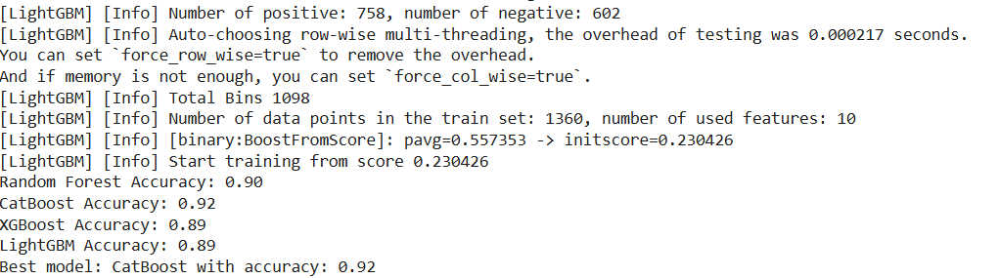 [LightGBM] [Info] Number of positive: 758, number of negative: 602
[LightGBM] [Info] Auto-choosing row-wise multi-threading, the overhead of testing was 0.000217 seconds.
You can set `force_row_wise=true` to remove the overhead.
And if memory is not enough, you can set `force_col_wise=true`.
[LightGBM] [Info] Total Bins 1098
[LightGBM] [Info] Number of data points in the train set: 1360, number of used features: 10
[LightGBM] [Info] [binary:BoostFromScore]: pavg=0.557353 -> initscore=0.230426
[LightGBM] [Info] Start training from score 0.230426
Random Forest Accuracy: 0.90
CatBoost Accuracy: 0.92
XGBoost Accuracy: 0.89
LightGBM Accuracy: 0.89
Best model: CatBoost with accuracy: 0.92